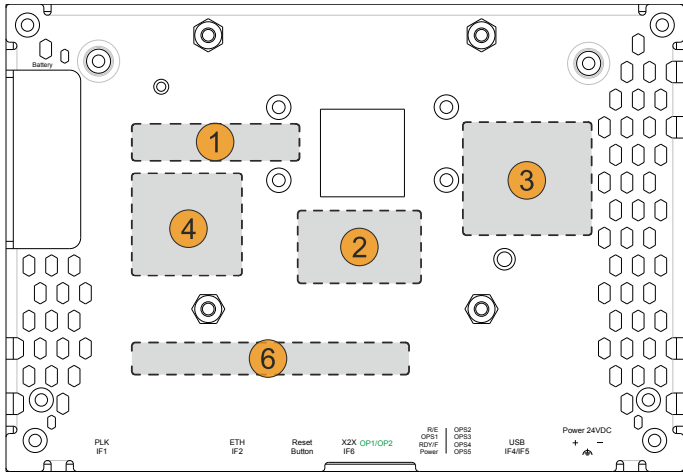 Battery
1
3
4
2
6
PLK
IF1
ETH
IF2
Reset
Button
X2X OP1/OP2
IF6
R/E
OPS1
RDY/F
Power
OPS2
OPS3
OPS4
OPS5
USB
IF4/IF5
Power 24VDC
+ −